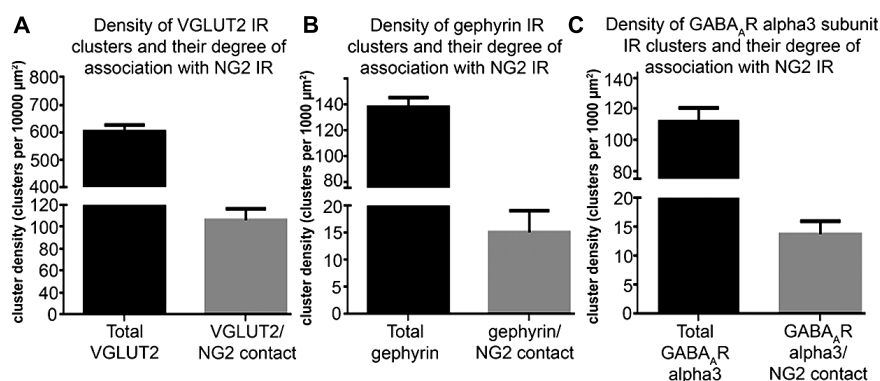 A
Density of VGLUT2 IR
clusters and their degree of
association with NG2 IR
cluster density (clusters per 10000 µm²)
800
700
600
500
400
120
100
80
60
40
20
0
Total
VGLUT2
VGLUT2/
NG2 contact
B
Density of gephyrin IR
clusters and their degree of
association with NG2 IR
cluster density (clusters per 1000 µm²)
140
120
100
80
20
15
10
5
0
Total
gephyrin
gephyrin/
NG2 contact
C
Density of GABAAR alpha3 subunit
IR clusters and their degree of
association with NG2 IR
cluster density (clusters per 1000 µm²)
140
120
100
80
20
15
10
5
0
Total
GABAAR
alpha3
GABAAR
alpha3/
NG2 contact